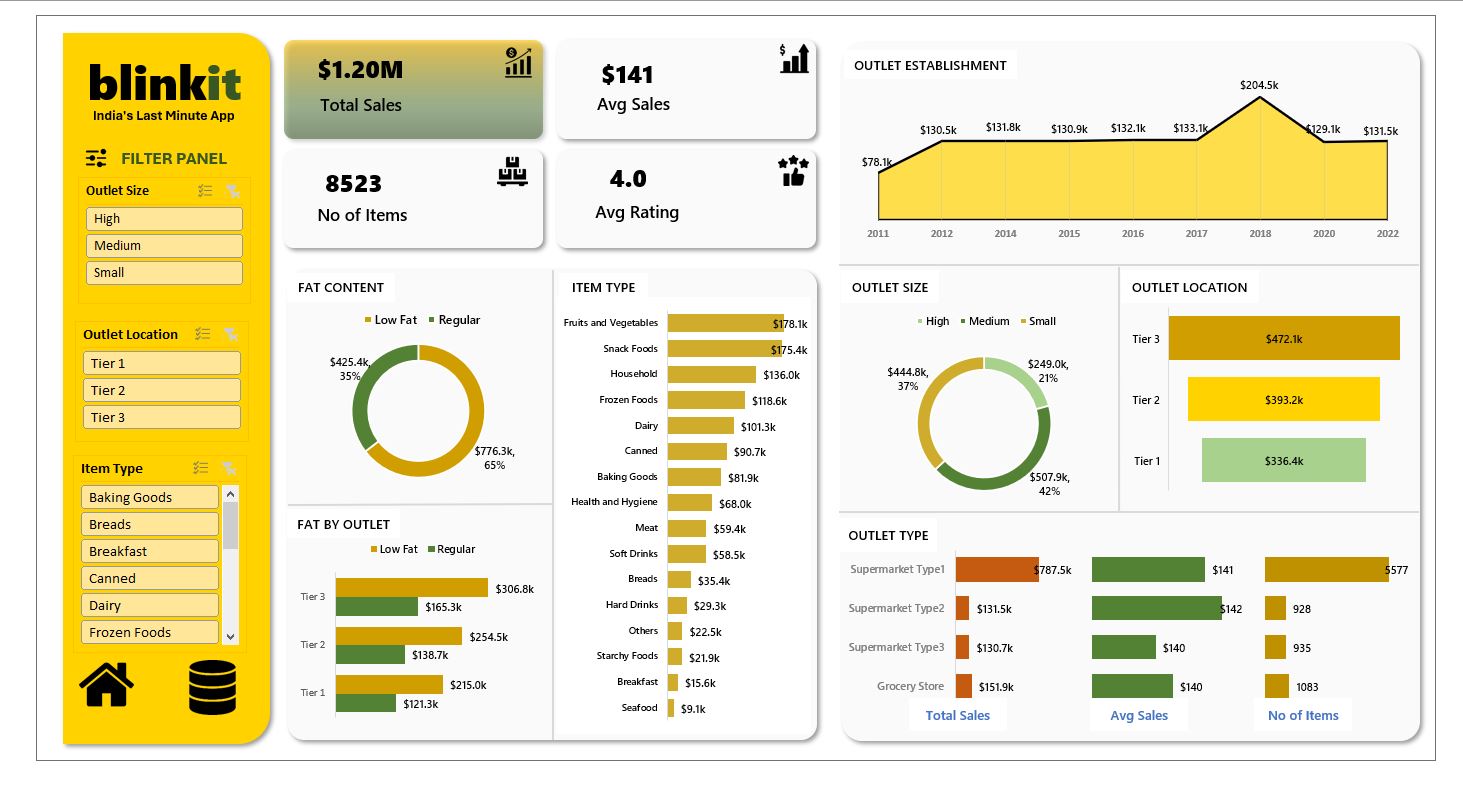 blinkit
India's Last Minute App
FILTER PANEL
Outlet Size
High
Medium
Small
Outlet Location
Tier 1
Tier 2
Tier 3
Item Type
Baking Goods
Breads
Breakfast
Canned
Dairy
Frozen Foods
$1.20M
Total Sales
$
$141
Avg Sales
$
8523
No of Items
4.0
Avg Rating
FAT CONTENT
Low Fat Regular
$425.4k,
35%
$776.3k,
65%
FAT BY OUTLET
Low Fat Regular
Tier 3 $306.8k
$165.3k
Tier 2 $254.5k
$138.7k
Tier 1 $215.0k
$121.3k
ITEM TYPE
Fruits and Vegetables $178.1k
Snack Foods $175.4k
Household $136.0k
Frozen Foods $118.6k
Dairy $101.3k
Canned $90.7k
Baking Goods $81.9k
Health and Hygiene $68.0k
Meat $59.4k
Soft Drinks $58.5k
Breads $35.4k
Hard Drinks $29.3k
Others $22.5k
Starchy Foods $21.9k
Breakfast $15.6k
Seafood $9.1k
OUTLET ESTABLISHMENT
$78.1k $130.5k $131.8k $130.9k $132.1k $133.1k $204.5k $129.1k $131.5k
2011 2012 2014 2015 2016 2017 2018 2020 2022
OUTLET SIZE
High Medium Small
$444.8k,
37%
$249.0k,
21%
$507.9k,
42%
OUTLET LOCATION
Tier 3 $472.1k
Tier 2 $393.2k
Tier 1 $336.4k
OUTLET TYPE
Supermarket Type1 $787.5k $141 5577
Supermarket Type2 $131.5k $142 928
Supermarket Type3 $130.7k $140 935
Grocery Store $151.9k $140 1083
Total Sales Avg Sales No of Items